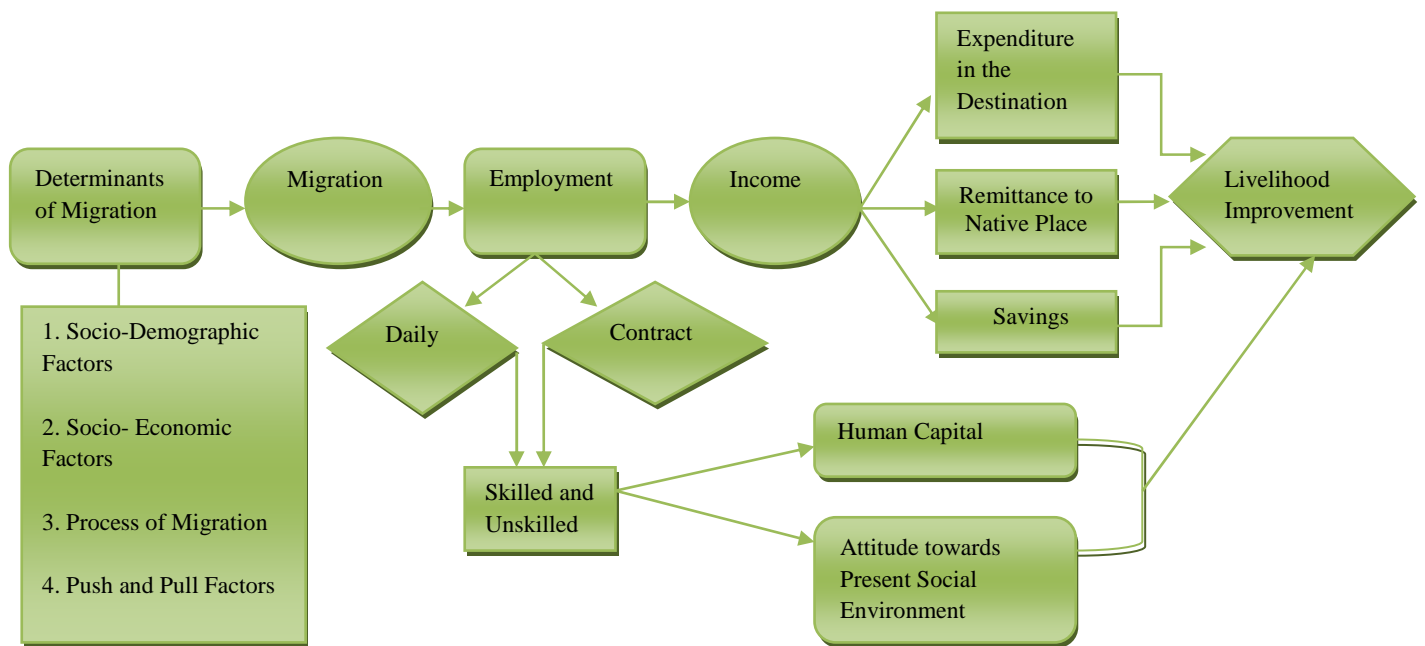 Determinants
of Migration
Migration
Employment
Income
Expenditure
in the
Destination
Remittance to
Native Place
Savings
Livelihood
Improvement
1. Socio-Demographic
Factors
2. Socio- Economic
Factors
3. Process of Migration
4. Push and Pull Factors
Daily
Contract
Skilled and
Unskilled
Human Capital
Attitude towards
Present Social
Environment